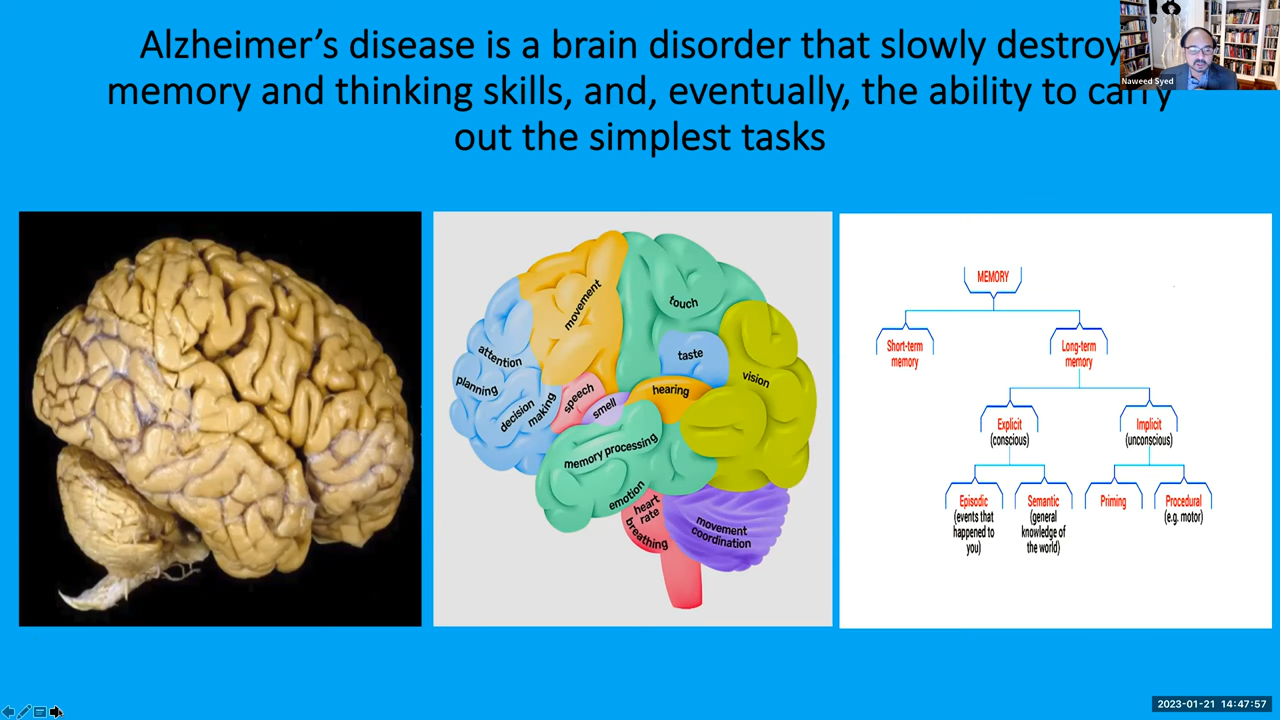 Alzheimer's disease is a brain disorder that slowly destroy
memory and thinking skills, and, eventually, the ability to carry
out the simplest tasks
Naweed Syed
movement
touch
attention
planning
decision
making
speech
smell
taste
hearing
vision
memory processing
emotion
heart
rate
breathing
movement
coordination
MEMORY
Short-term
memory
Long-term
memory
Explicit
(conscious)
Implicit
(unconscious)
Episodic
(events that
happened to
you)
Semantic
(general
knowledge of
the world)
Priming
Procedural
(e.g. motor)
2023-01-21 14:47:57